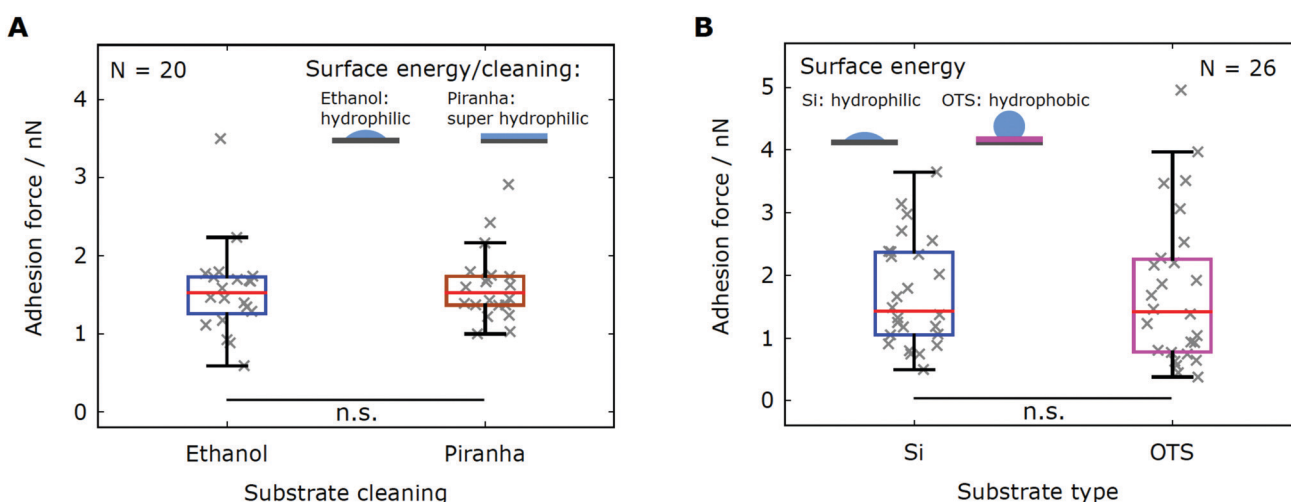 A
N = 20
Surface energy/cleaning:
Ethanol:
hydrophilic
Piranha:
super hydrophilic
4
3
2
1
0
Adhesion force / nN
n.s.
Ethanol
Piranha
Substrate cleaning
B
Surface energy
N = 26
Si: hydrophilic
OTS: hydrophobic
5
4
3
2
1
0
Adhesion force / nN
n.s.
Si
OTS
Substrate type